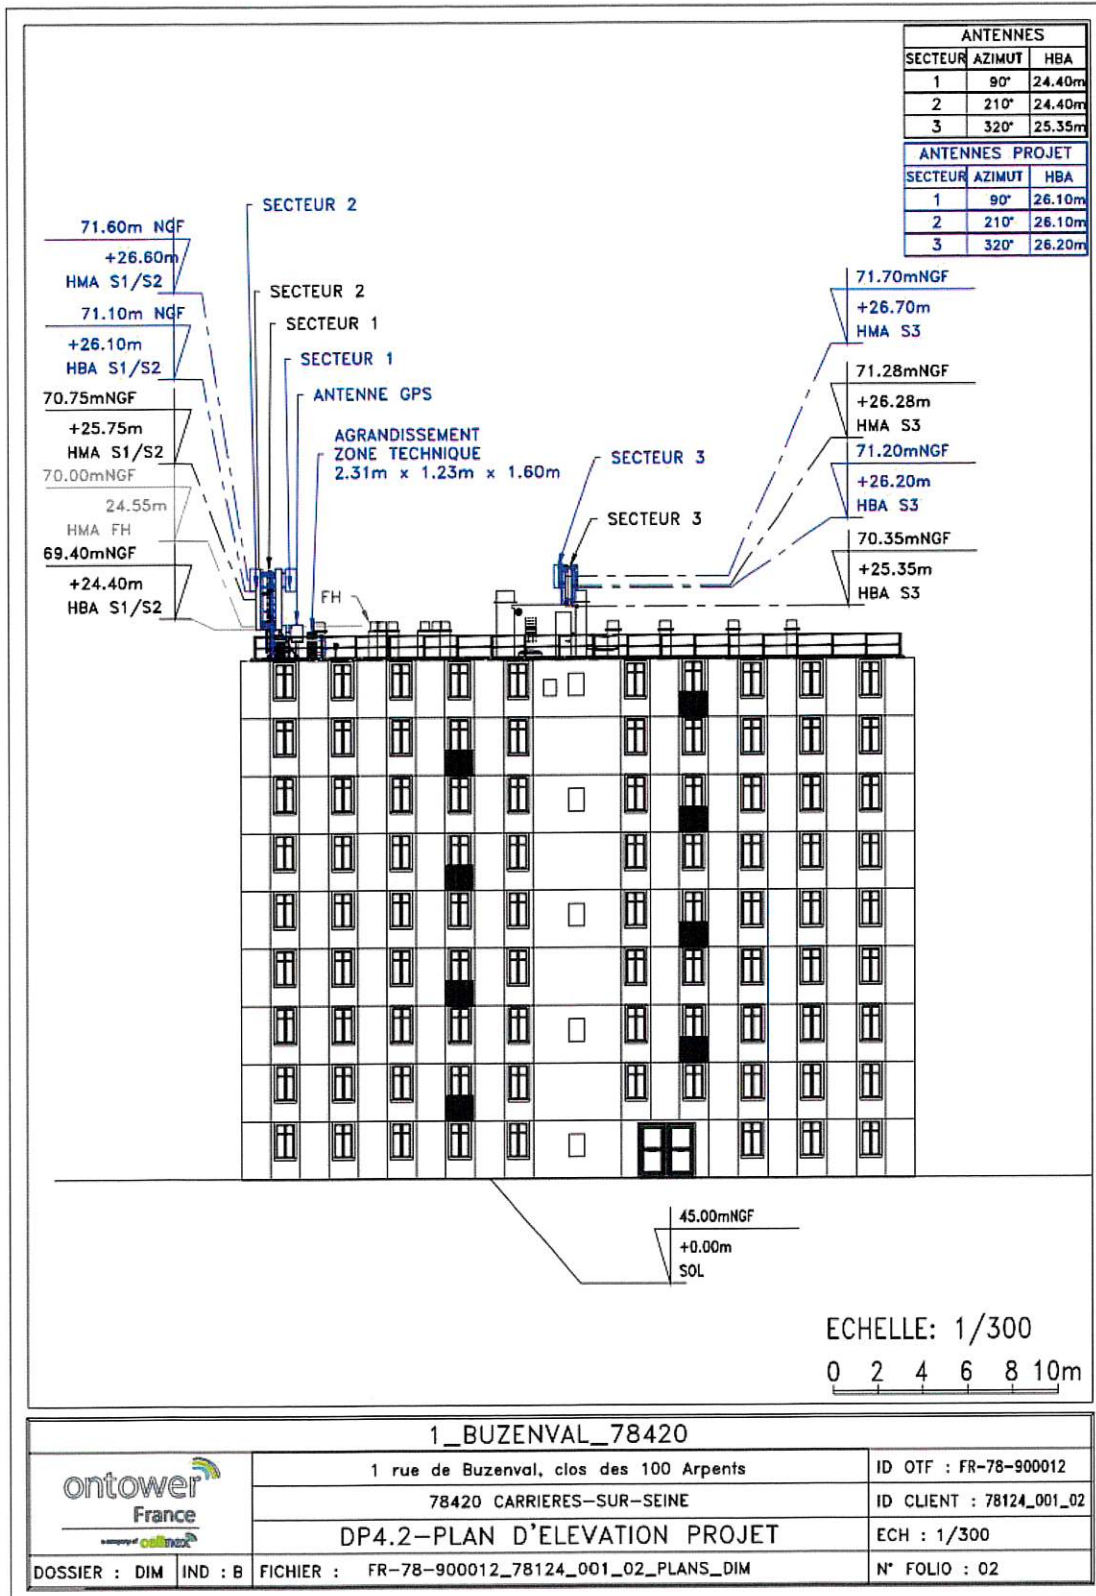 ANTENNES
SECTEUR AZIMUT HBA
1 90° 24.40m
2 210° 24.40m
3 320° 25.35m
ANTENNES PROJET
SECTEUR AZIMUT HBA
1 90° 26.10m
2 210° 26.10m
3 320° 26.20m
71.60m NGF
+26.60m
HMA S1/S2
71.10m NGF
+26.10m
HBA S1/S2
70.75mNGF
+25.75m
HMA S1/S2
70.00mNGF
24.55m
HMA FH
69.40mNGF
+24.40m
HBA S1/S2
SECTEUR 2
SECTEUR 2
SECTEUR 1
SECTEUR 1
ANTENNE GPS
AGRANDISSEMENT
ZONE TECHNIQUE
2.31m x 1.23m x 1.60m
FH
SECTEUR 3
SECTEUR 3
71.70mNGF
+26.70m
HMA S3
71.28mNGF
+26.28m
HMA S3
71.20mNGF
+26.20m
HBA S3
70.35mNGF
+25.35m
HBA S3
45.00mNGF
+0.00m
SOL
ECHELLE: 1/300
0 2 4 6 8 10m
1_BUZENVAL_78420
ontower
France
a company of cellnex
1 rue de Buzenval, clos des 100 Arpents
78420 CARRIERES-SUR-SEINE
DP4.2-PLAN D'ELEVATION PROJET
ID OTF : FR-78-900012
ID CLIENT : 78124_001_02
ECH : 1/300
DOSSIER : DIM IND : B FICHIER : FR-78-900012_78124_001_02_PLANS_DIM N° FOLIO : 02